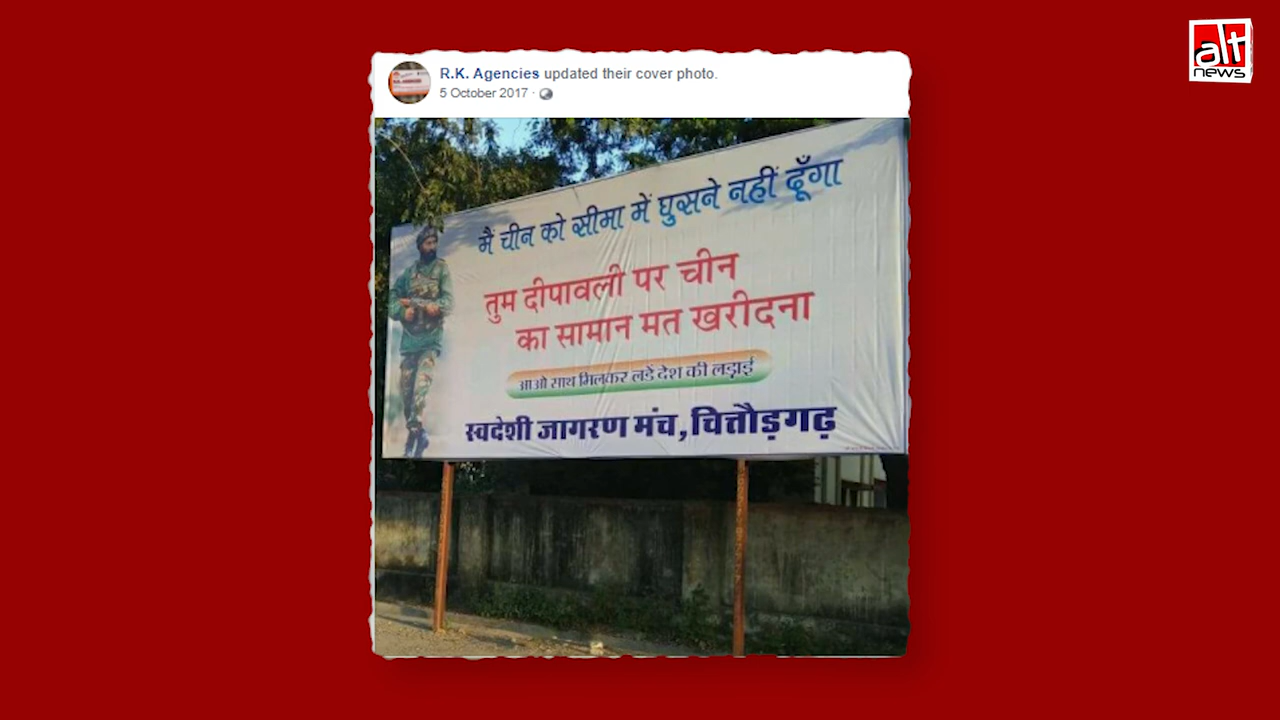 alt
news
R.K. Agencies updated their cover photo.
5 October 2017 ·
मैं चीन को सीमा में घुसने नहीं दूँगा
तुम दीपावली पर चीन
का सामान मत खरीदना
आओ साथ मिलकर लडें देश की लड़ाई
स्वदेशी जागरण मंच, चित्तौड़गढ़